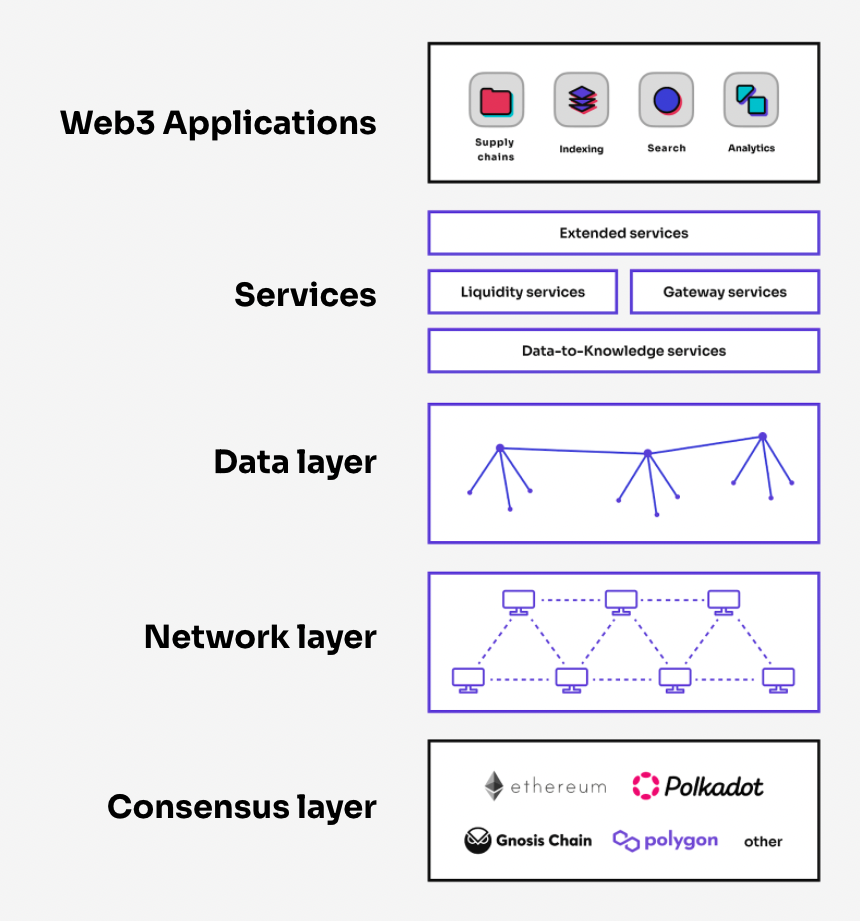 Web3 Applications
Supply
chains
Indexing
Search
Analytics
Services
Extended services
Liquidity services
Gateway services
Data-to-Knowledge services
Data layer
Network layer
Consensus layer
ethereum
Polkadot
Gnosis Chain
polygon
other